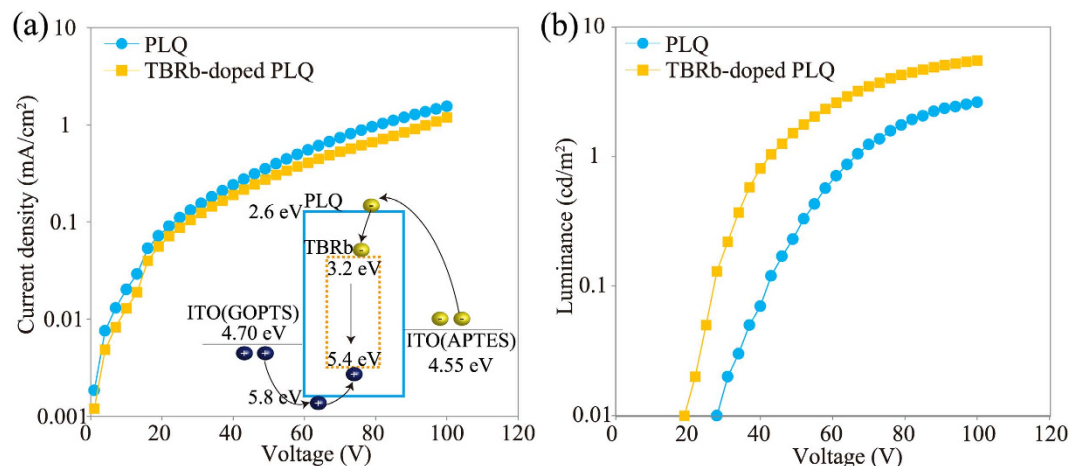 (a)
PLQ
TBRb-doped PLQ
Current density (mA/cm²)
10
1
0.1
0.01
0.001
0 20 40 60 80 100 120
Voltage (V)
PLQ
2.6 eV
TBRb
3.2 eV
ITO(GOPTS)
4.70 eV
ITO(APTES)
4.55 eV
5.4 eV
5.8 eV
(b)
PLQ
TBRb-doped PLQ
Luminance (cd/m²)
10
1
0.1
0.01
0 20 40 60 80 100 120
Voltage (V)